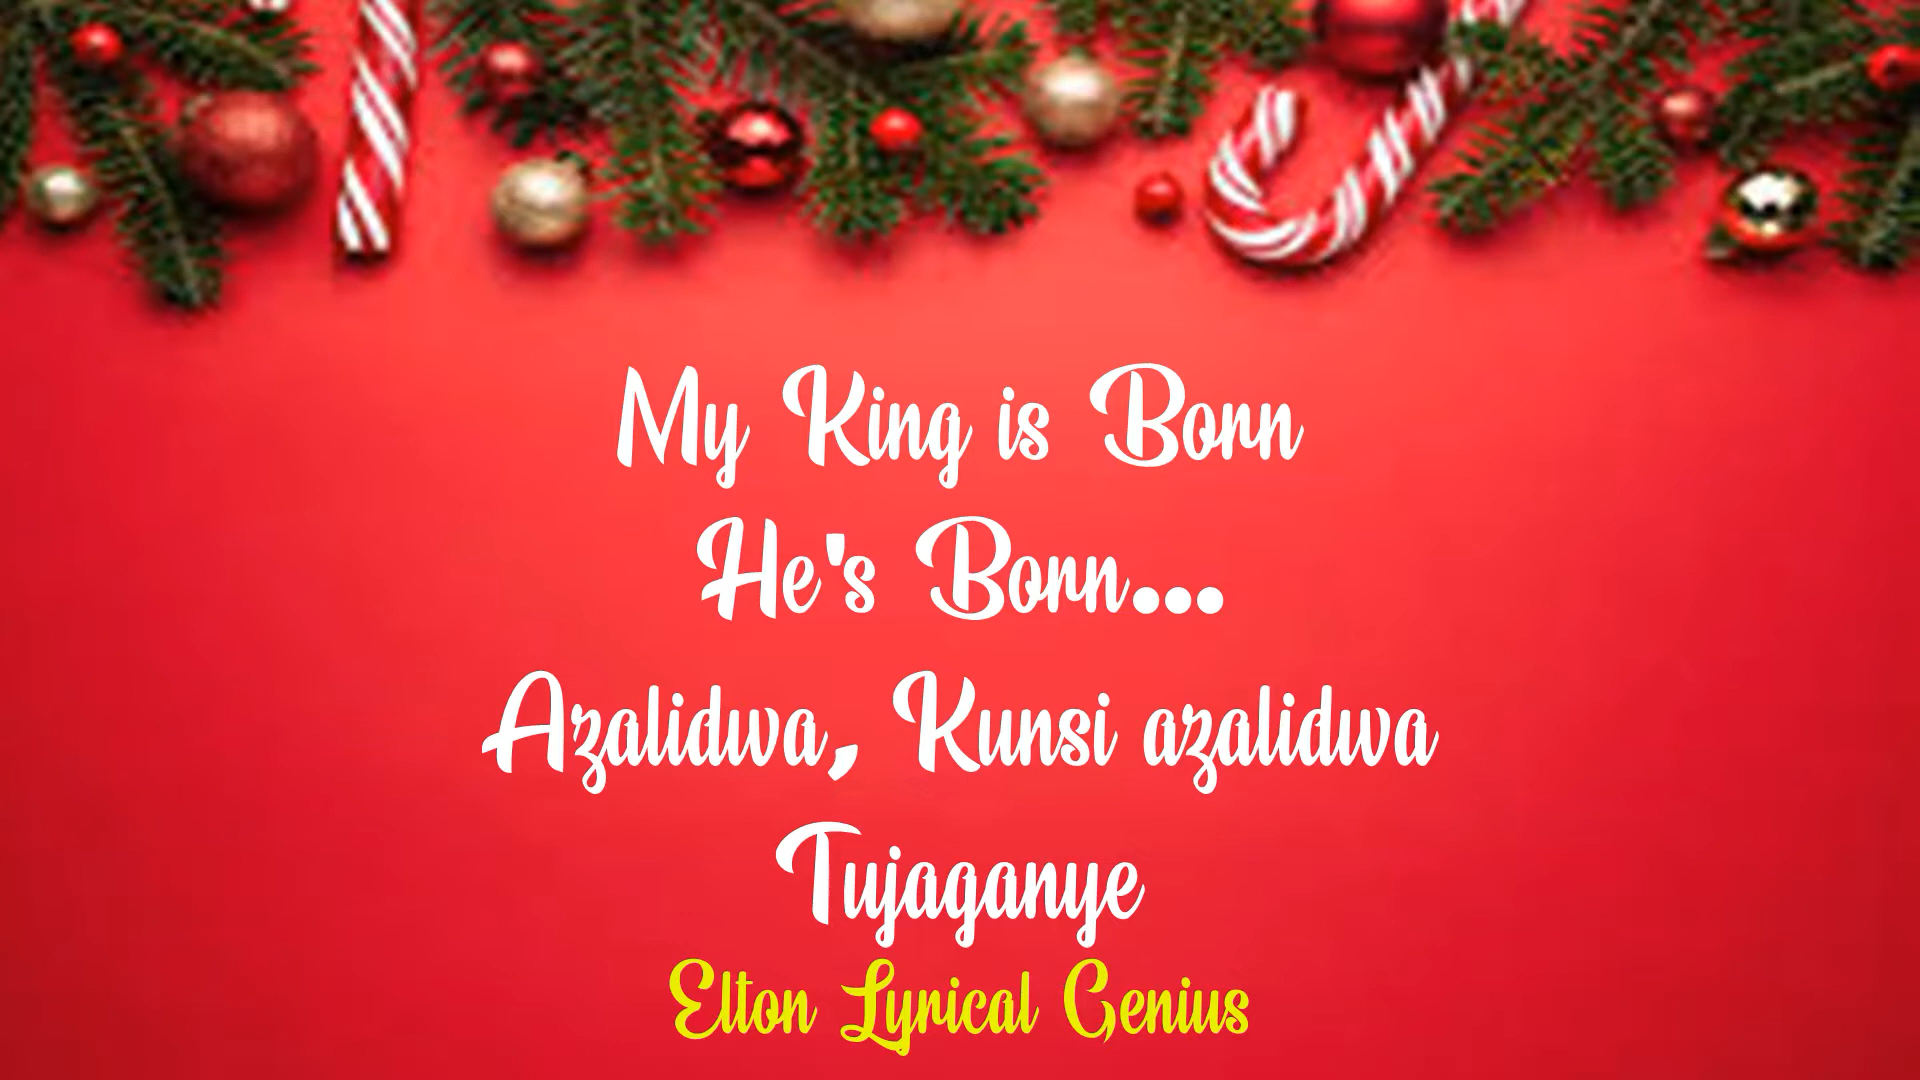 My King is Born
He's Born...
Azalidwa, Kunsi azalidwa
Tujaganye
Elton Lyrical Genius